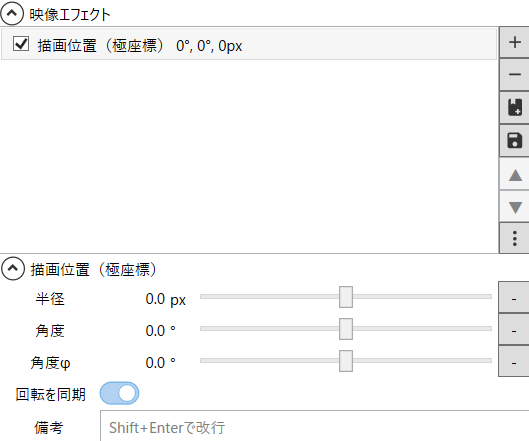 映像エフェクト
描画位置（極座標） 0°, 0°, 0px
描画位置（極座標）
半径 0.0 px -
角度 0.0 ° -
角度φ 0.0 ° -
回転を同期
備考 Shift+Enterで改行